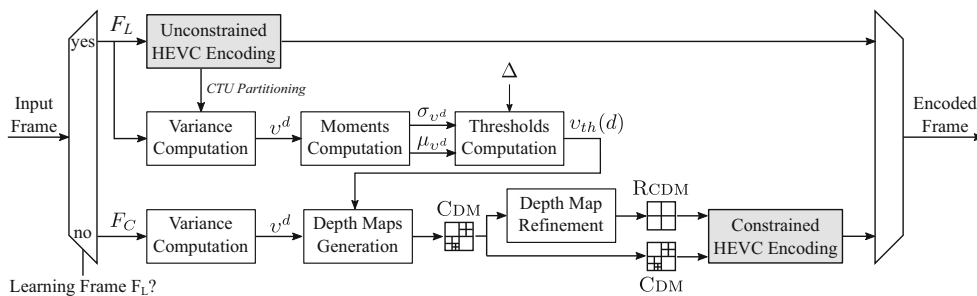 yes
F_L
Unconstrained
HEVC Encoding
CTU Partitioning
Δ
Input
Frame
Variance
Computation
υ^d
Moments
Computation
σ_{υ^d}
μ_{υ^d}
Thresholds
Computation
υ_{th}(d)
Encoded
Frame
no
F_C
Variance
Computation
υ^d
Depth Maps
Generation
CDM
Depth Map
Refinement
RCDM
CDM
Constrained
HEVC Encoding
Learning Frame F_L?